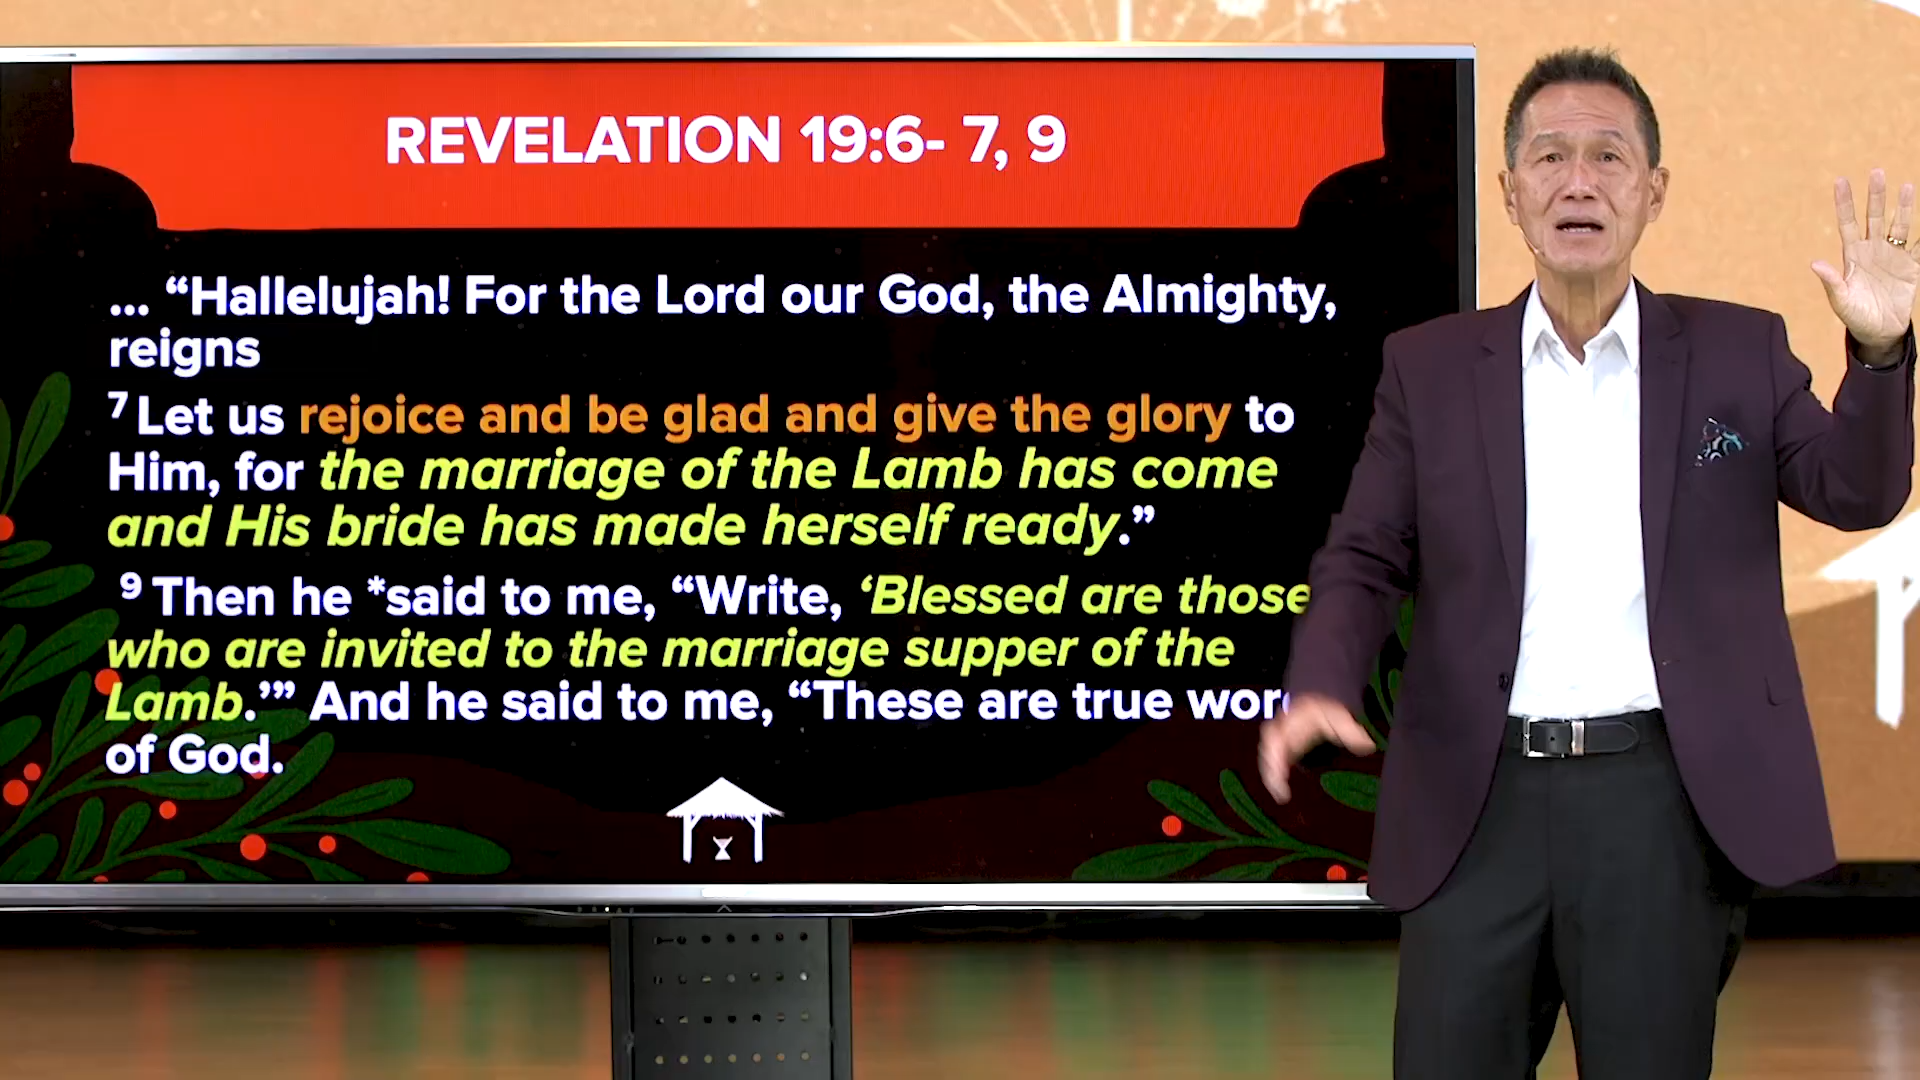 REVELATION 19:6- 7, 9
... “Hallelujah! For the Lord our God, the Almighty,
reigns
7 Let us rejoice and be glad and give the glory to
Him, for the marriage of the Lamb has come
and His bride has made herself ready.”
9 Then he *said to me, “Write, ‘Blessed are those
who are invited to the marriage supper of the
Lamb.’” And he said to me, “These are true
of God.